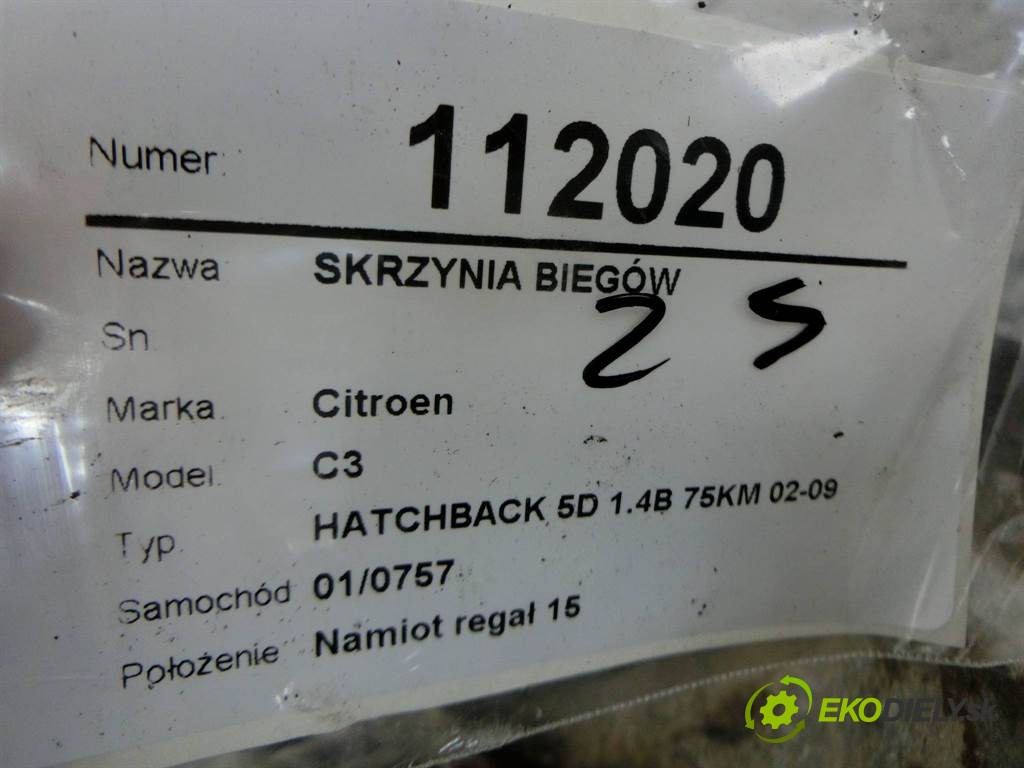 Numer: 112020
Nazwa SKRZYNIA BIEGÓW
2 5
Sn
Marka Citroen
Model. C3
Typ. HATCHBACK 5D 1.4B 75KM 02-09
Samochód 01/0757
Położenie Namiot regał 15
EKODIELY.SK